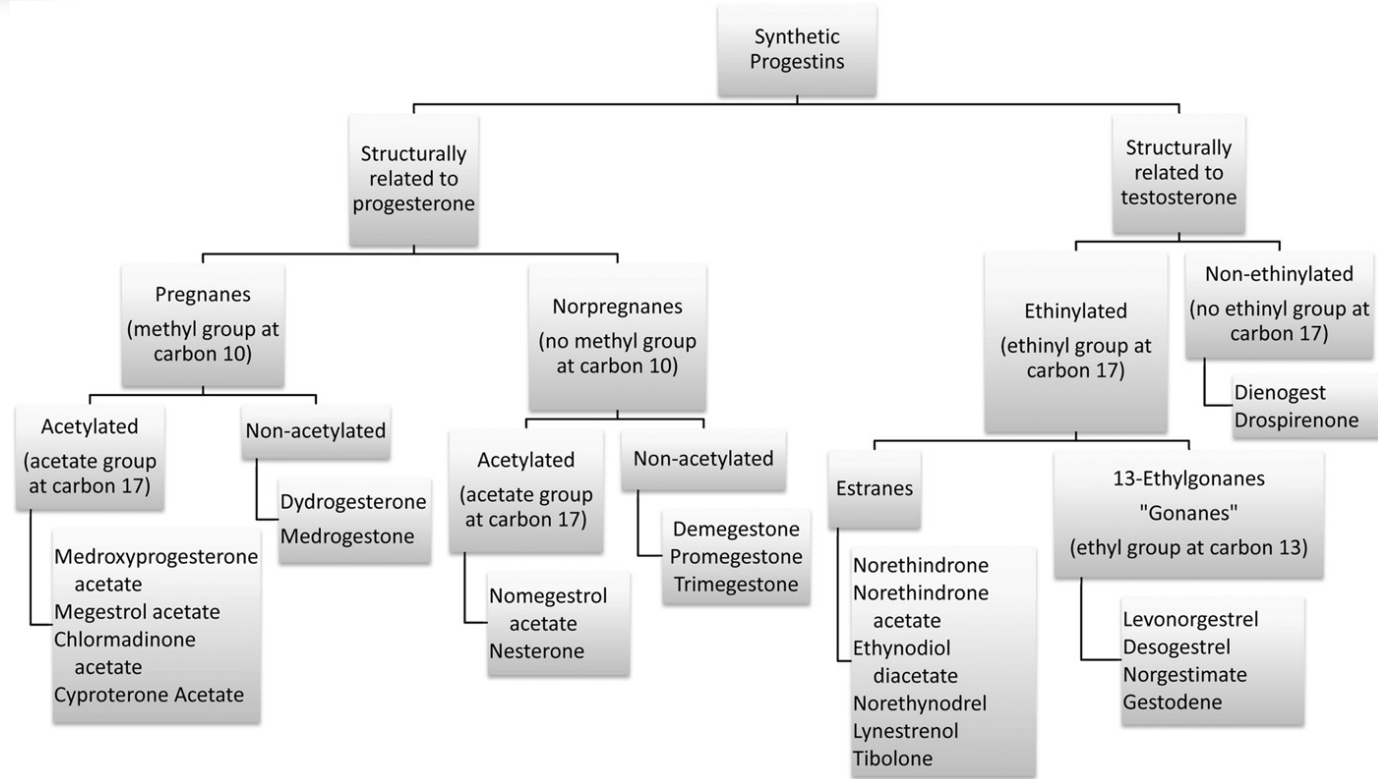 Synthetic
Progestins
Structurally
related to
progesterone
Structurally
related to
testosterone
Pregnanes
(methyl group at
carbon 10)
Norpregnanes
(no methyl group
at carbon 10)
Ethinylated
(ethinyl group at
carbon 17)
Non-ethinylated
(no ethinyl group at
carbon 17)
Dienogest
Drospirenone
Acetylated
(acetate group
at carbon 17)
Non-acetylated
Dydrogesterone
Medrogestone
Medroxyprogesterone
acetate
Megestrol acetate
Chlormadinone
acetate
Cyproterone Acetate
Acetylated
(acetate group
at carbon 17)
Non-acetylated
Demegestone
Promegestone
Trimegestone
Nomegestrol
acetate
Nesterone
Estranes
Norethindrone
Norethindrone
acetate
Ethynodiol
diacetate
Norethynodrel
Lynestrenol
Tibolone
13-Ethylgonanes
"Gonanes"
(ethyl group at carbon 13)
Levonorgestrel
Desogestrel
Norgestimate
Gestodene